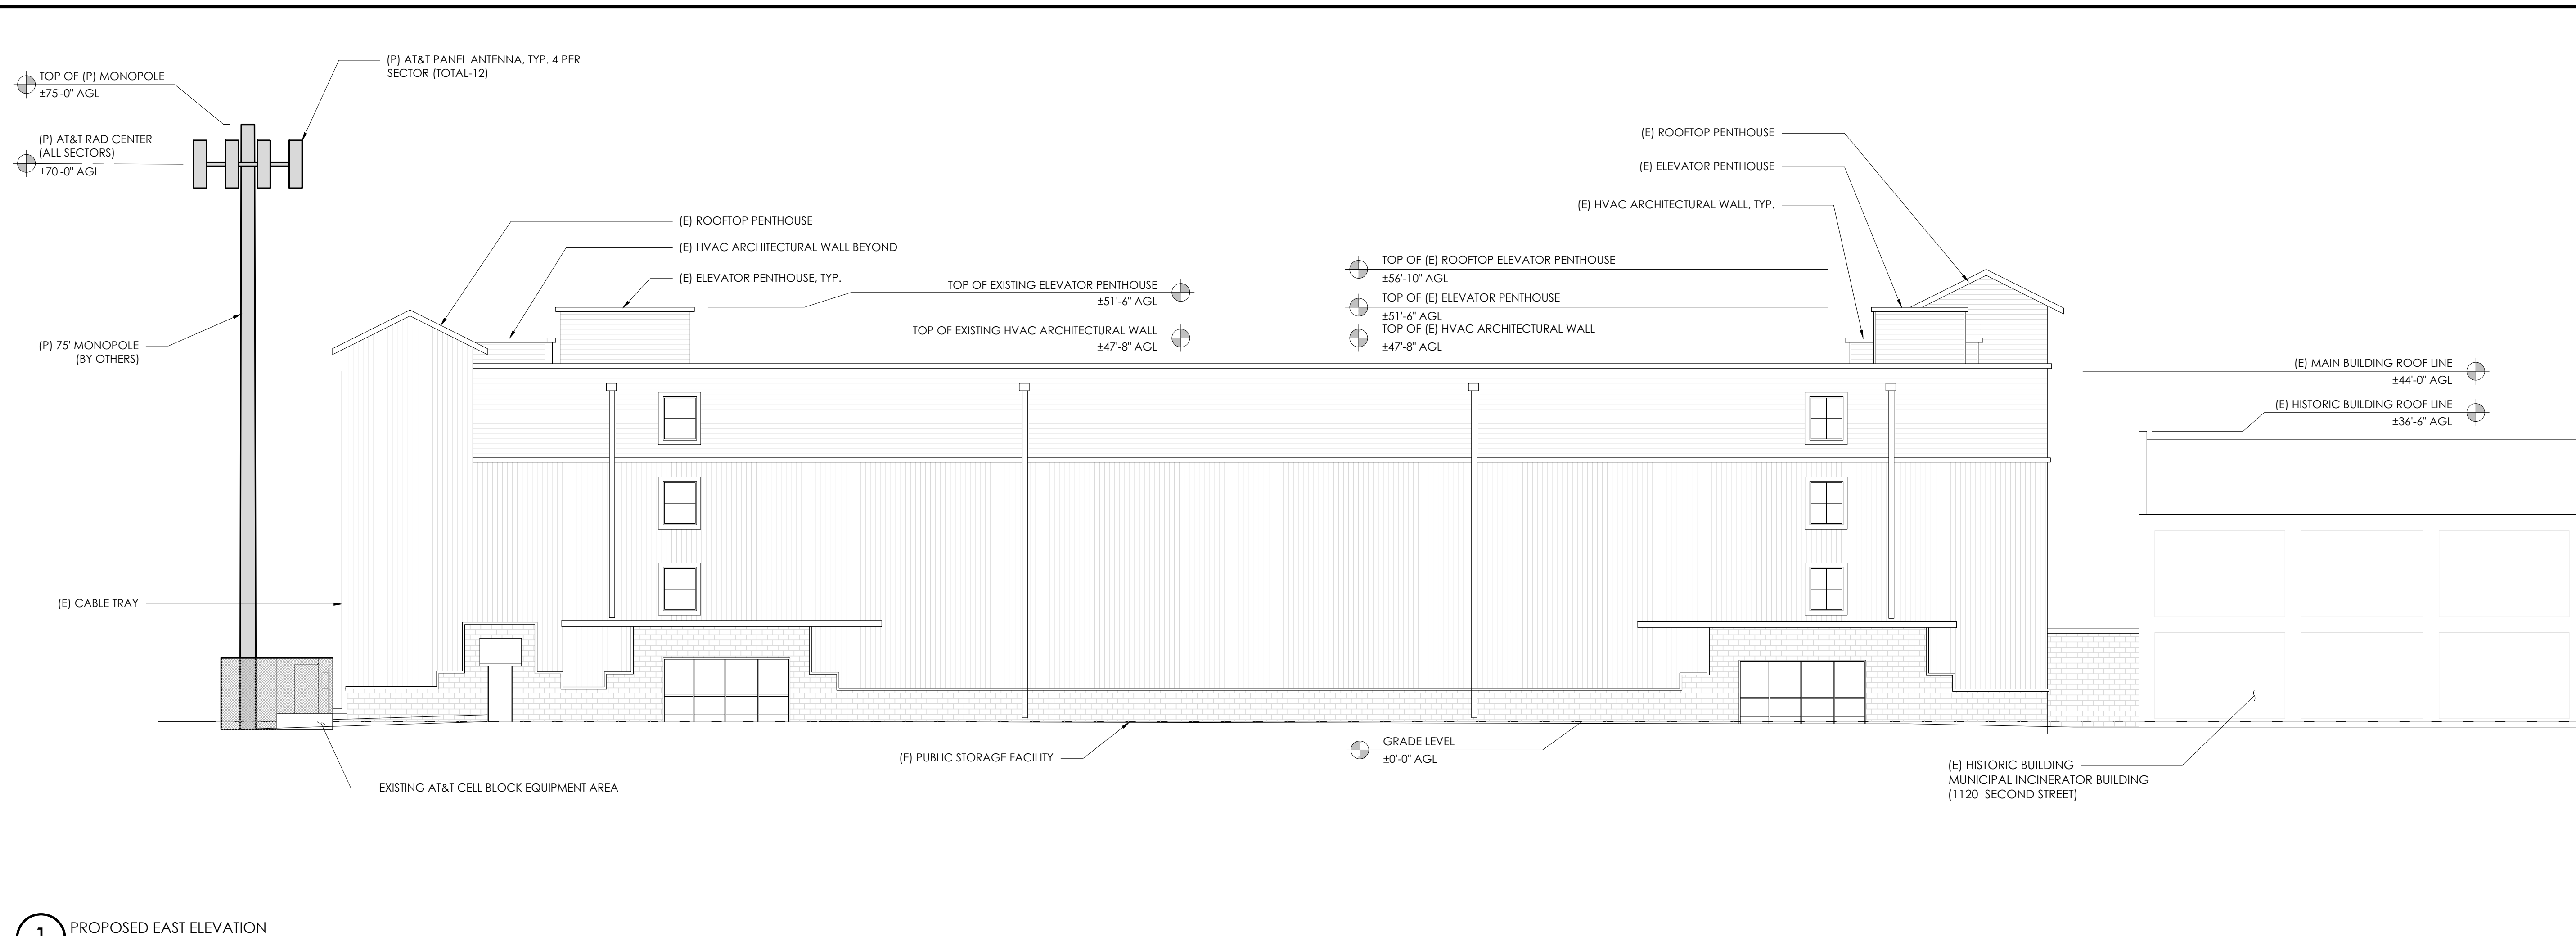 TOP OF (P) MONOPOLE
±75'-0" AGL
(P) AT&T PANEL ANTENNA, TYP. 4 PER
SECTOR (TOTAL-12)
(P) AT&T RAD CENTER
(ALL SECTORS)
±70'-0" AGL
(P) 75' MONOPOLE
(BY OTHERS)
(E) CABLE TRAY
EXISTING AT&T CELL BLOCK EQUIPMENT AREA
(E) ROOFTOP PENTHOUSE
(E) HVAC ARCHITECTURAL WALL BEYOND
(E) ELEVATOR PENTHOUSE, TYP.
TOP OF EXISTING ELEVATOR PENTHOUSE
±51'-6" AGL
TOP OF EXISTING HVAC ARCHITECTURAL WALL
±47'-8" AGL
(E) ROOFTOP PENTHOUSE
(E) ELEVATOR PENTHOUSE
(E) HVAC ARCHITECTURAL WALL, TYP.
TOP OF (E) ROOFTOP ELEVATOR PENTHOUSE
±56'-10" AGL
TOP OF (E) ELEVATOR PENTHOUSE
±51'-6" AGL
TOP OF (E) HVAC ARCHITECTURAL WALL
±47'-8" AGL
(E) MAIN BUILDING ROOF LINE
±44'-0" AGL
(E) HISTORIC BUILDING ROOF LINE
±36'-6" AGL
(E) PUBLIC STORAGE FACILITY
GRADE LEVEL
±0'-0" AGL
(E) HISTORIC BUILDING
MUNICIPAL INCINERATOR BUILDING
(1120 SECOND STREET)
1
PROPOSED EAST ELEVATION